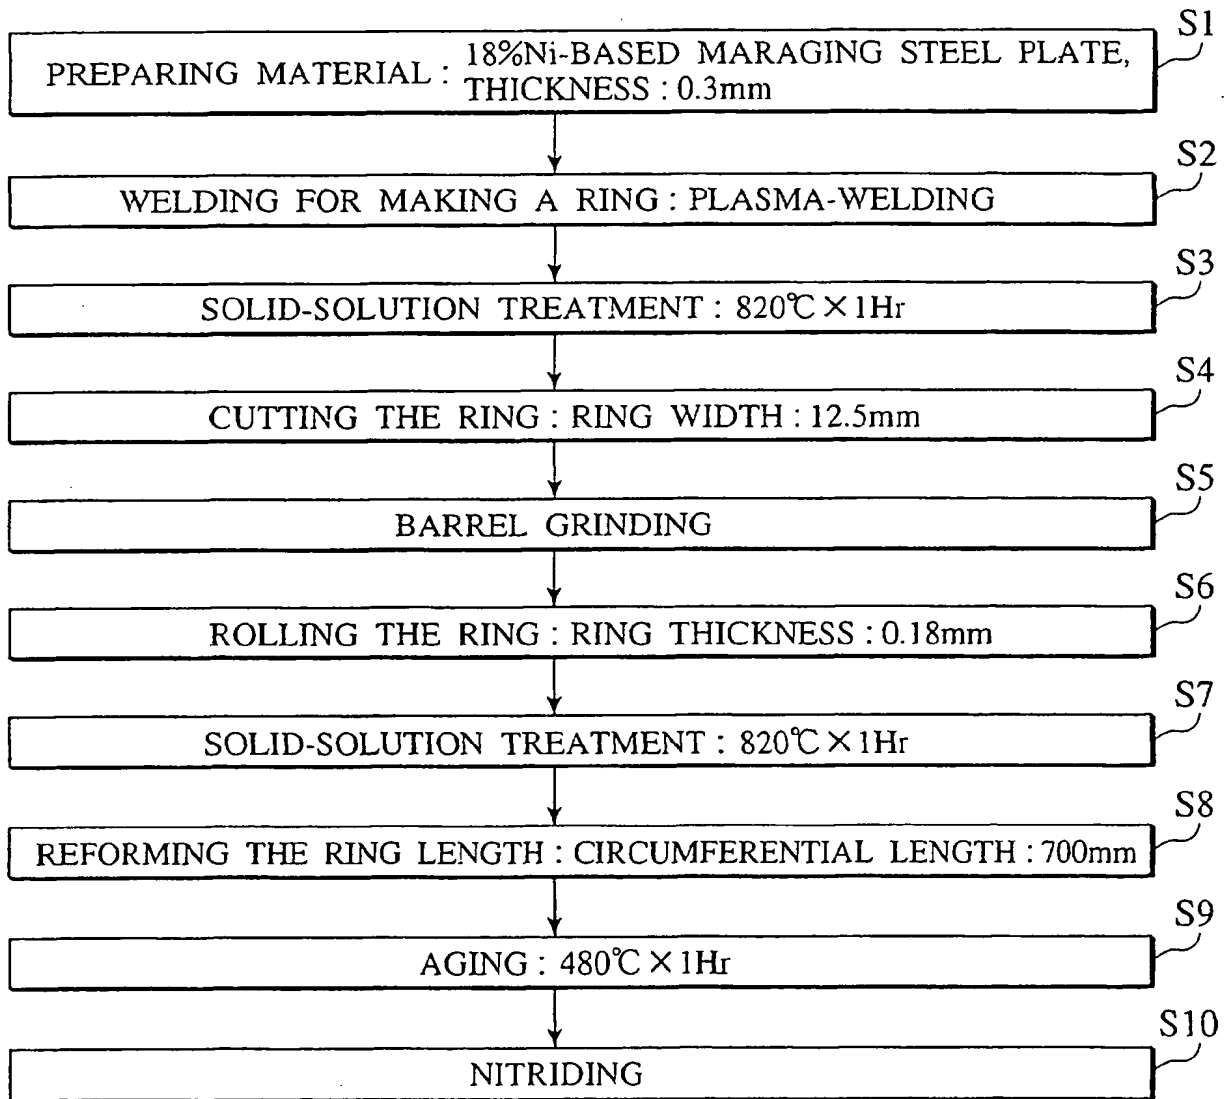 S1
PREPARING MATERIAL : 18%Ni-BASED MARAGING STEEL PLATE,
THICKNESS : 0.3mm
S2
WELDING FOR MAKING A RING : PLASMA-WELDING
S3
SOLID-SOLUTION TREATMENT : 820℃ × 1Hr
S4
CUTTING THE RING : RING WIDTH : 12.5mm
S5
BARREL GRINDING
S6
ROLLING THE RING : RING THICKNESS : 0.18mm
S7
SOLID-SOLUTION TREATMENT : 820℃ × 1Hr
S8
REFORMING THE RING LENGTH : CIRCUMFERENTIAL LENGTH : 700mm
S9
AGING : 480℃ × 1Hr
S10
NITRIDING